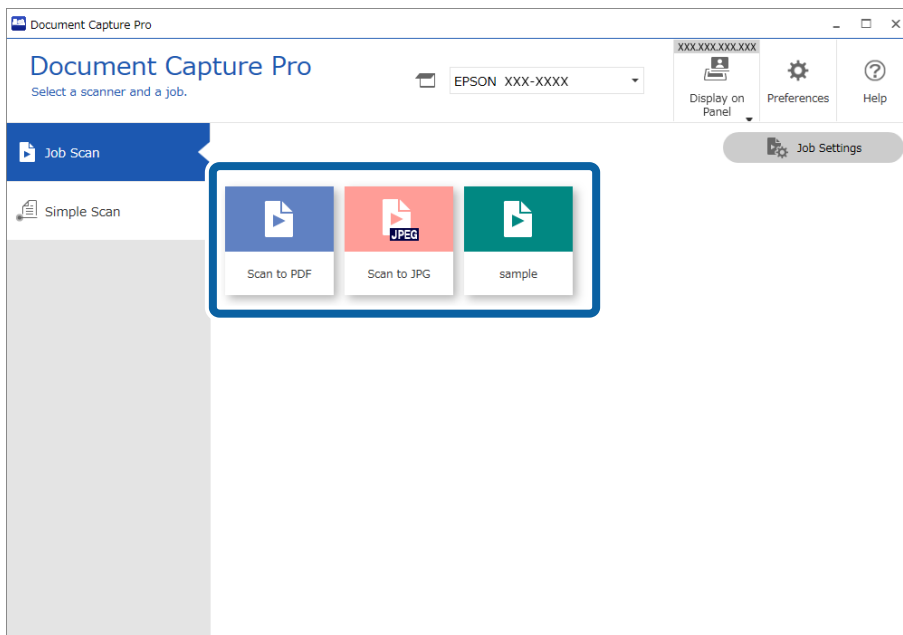 Document Capture Pro
Document Capture Pro
Select a scanner and a job.
EPSON XXX-XXXX
XXX.XXX.XXX.XXX
Display on
Panel
Preferences
Help
Job Scan
Job Settings
Simple Scan
JPEG
Scan to PDF
Scan to JPG
sample